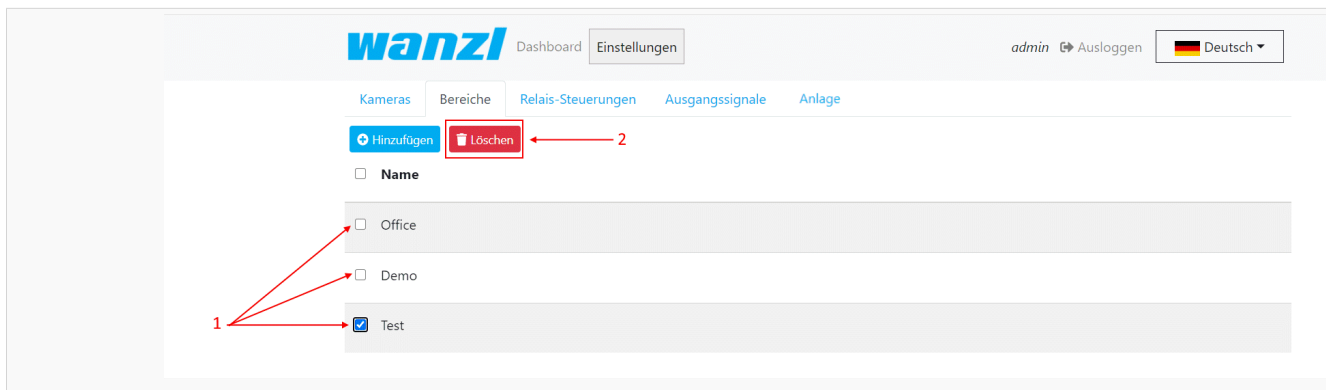 wanzl Dashboard Einstellungen admin Ausloggen Deutsch
Kameras Bereiche Relais-Steuerungen Ausgangssignale Anlage
Hinzufügen Löschen 2
Name
Office
Demo
1 Test